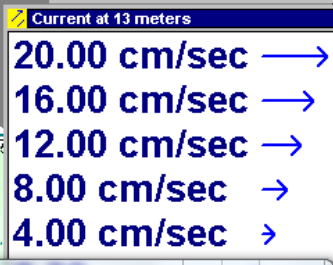 Current at 13 meters
20.00 cm/sec
16.00 cm/sec
12.00 cm/sec
8.00 cm/sec
4.00 cm/sec